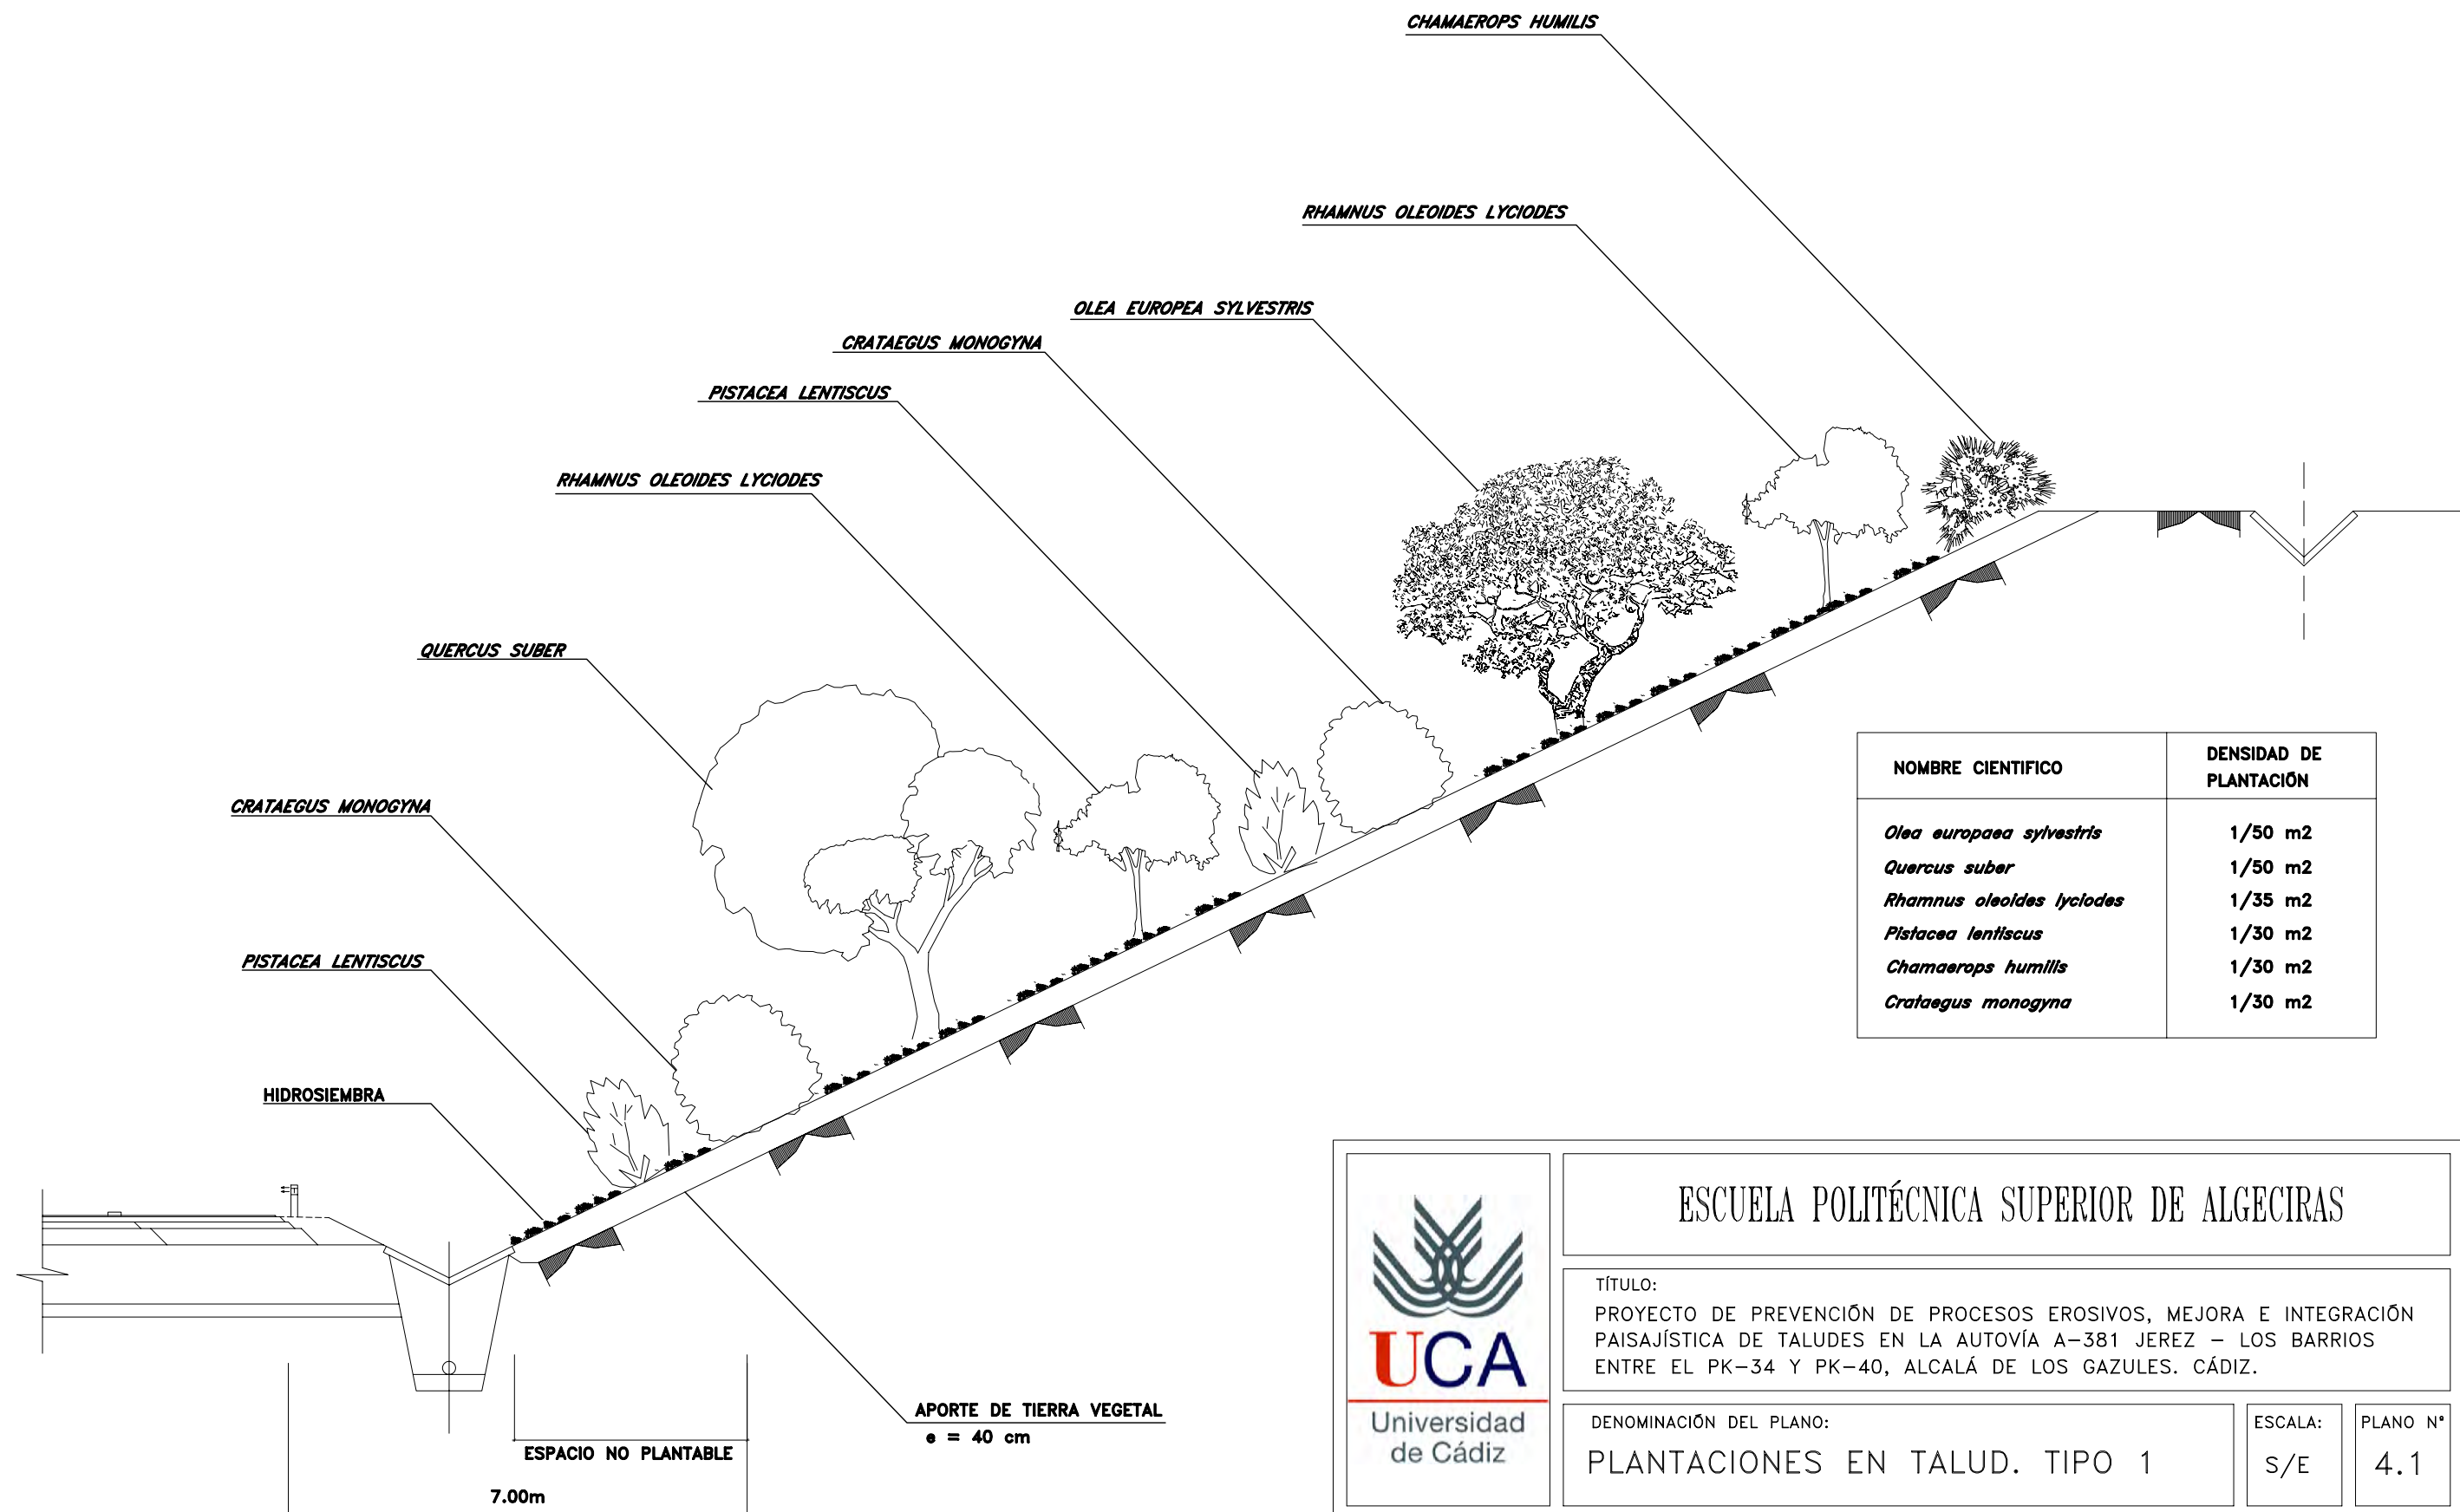 CHAMAEROPS HUMILIS
RHAMNUS OLEOIDES LYCIODES
OLEA EUROPEA SYLVESTRIS
CRATAEGUS MONOGYNA
PISTACEA LENTISCUS
RHAMNUS OLEOIDES LYCIODES
QUERCUS SUBER
CRATAEGUS MONOGYNA
PISTACEA LENTISCUS
HIDROSIEMBRA
APORTE DE TIERRA VEGETAL
e = 40 cm
ESPACIO NO PLANTABLE
7.00m
NOMBRE CIENTIFICO
DENSIDAD DE
PLANTACIÓN
Olea europaea sylvestris 1/50 m2
Quercus suber 1/50 m2
Rhamnus oleoides lyciodes 1/35 m2
Pistacea lentiscus 1/30 m2
Chamaerops humilis 1/30 m2
Crataegus monogyna 1/30 m2
UCA
Universidad
de Cádiz
ESCUELA POLITÉCNICA SUPERIOR DE ALGECIRAS
TÍTULO:
PROYECTO DE PREVENCIÓN DE PROCESOS EROSIVOS, MEJORA E INTEGRACIÓN
PAISAJÍSTICA DE TALUDES EN LA AUTOVÍA A-381 JEREZ - LOS BARRIOS
ENTRE EL PK-34 Y PK-40, ALCALÁ DE LOS GAZULES. CÁDIZ.
DENOMINACIÓN DEL PLANO:
PLANTACIONES EN TALUD. TIPO 1
ESCALA:
S/E
PLANO Nº
4.1